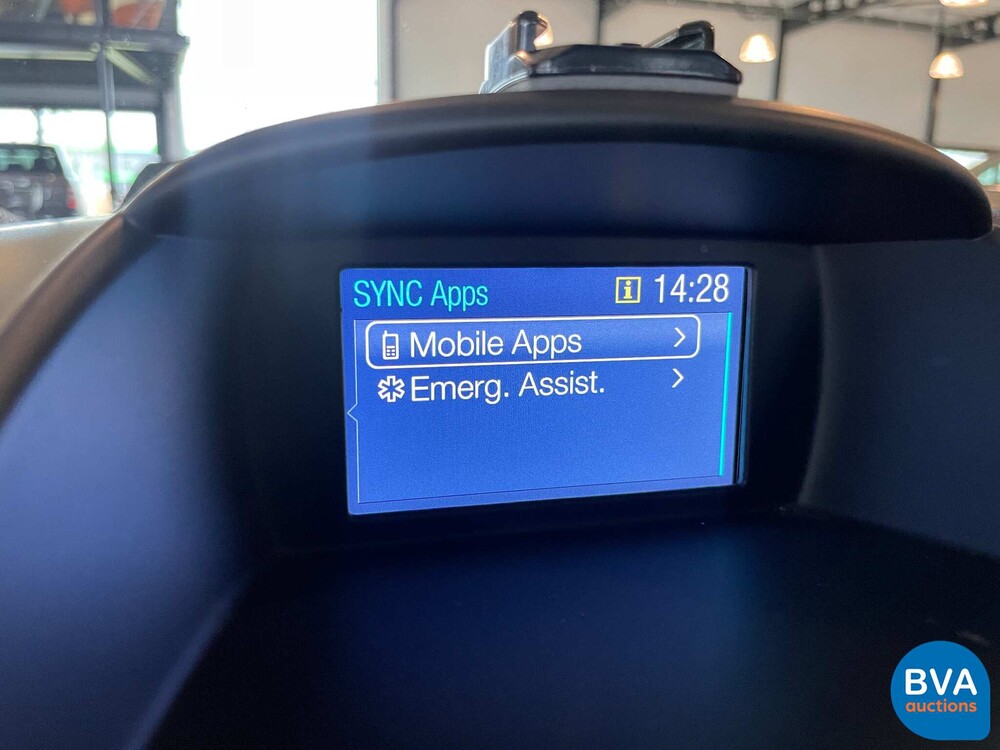 SYNC Apps 14:28
Mobile Apps
Emerg. Assist.
BVA
auctions